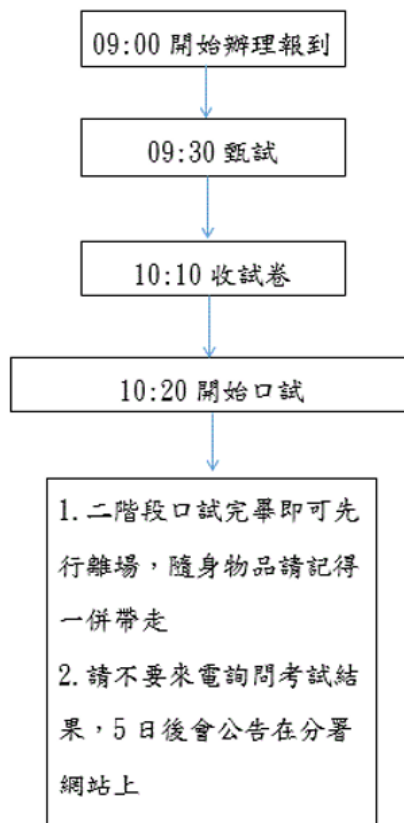 09:00 開始辦理報到
09:30 甄試
10:10 收試卷
10:20 開始口試
1.二階段口試完畢即可先
行離場，隨身物品請記得
一併帶走
2.請不要來電詢問考試結
果，5 日後會公告在分署
網站上